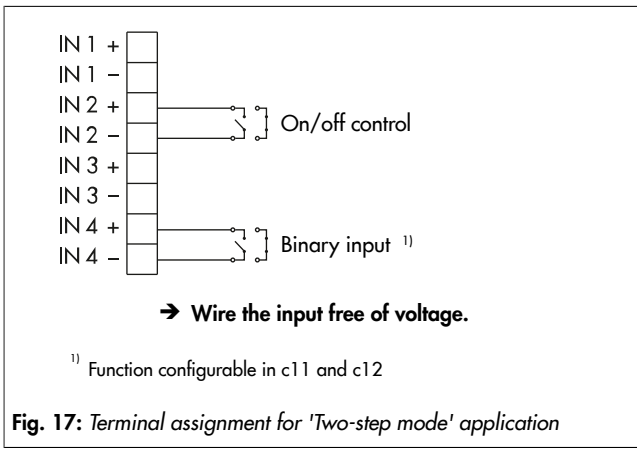 IN 1 +
IN 1 −
IN 2 +
IN 2 − On/off control
IN 3 +
IN 3 −
IN 4 +
IN 4 − Binary input 1)
➔ Wire the input free of voltage.
1) Function configurable in c11 and c12
Fig. 17: Terminal assignment for 'Two-step mode' application